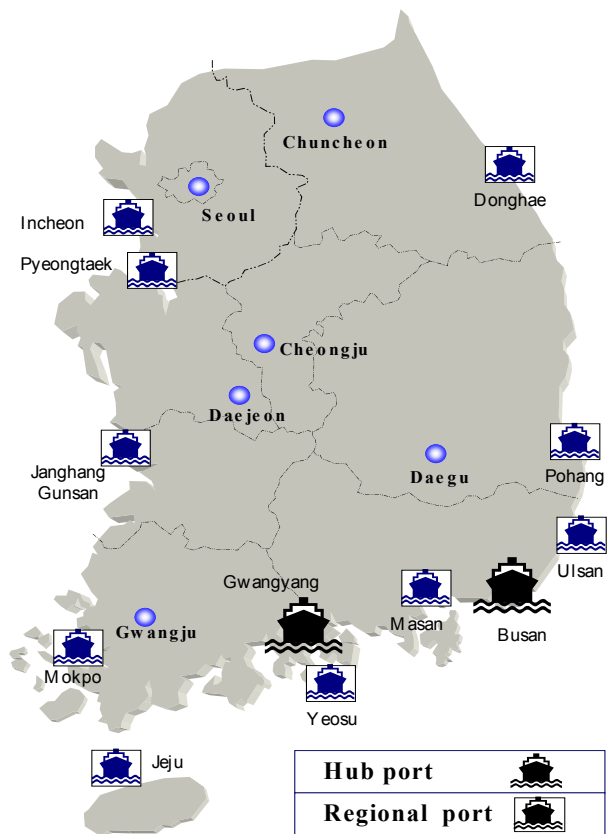 Chuncheon
Donghae
Seoul
Incheon
Pyeongtaek
Cheongju
Daejeon
Janghang
Gunsan
Daegu
Pohang
Ulsan
Gwangyang
Masan
Busan
Gwangju
Mokpo
Yeosu
Jeju
Hub port
Regional port